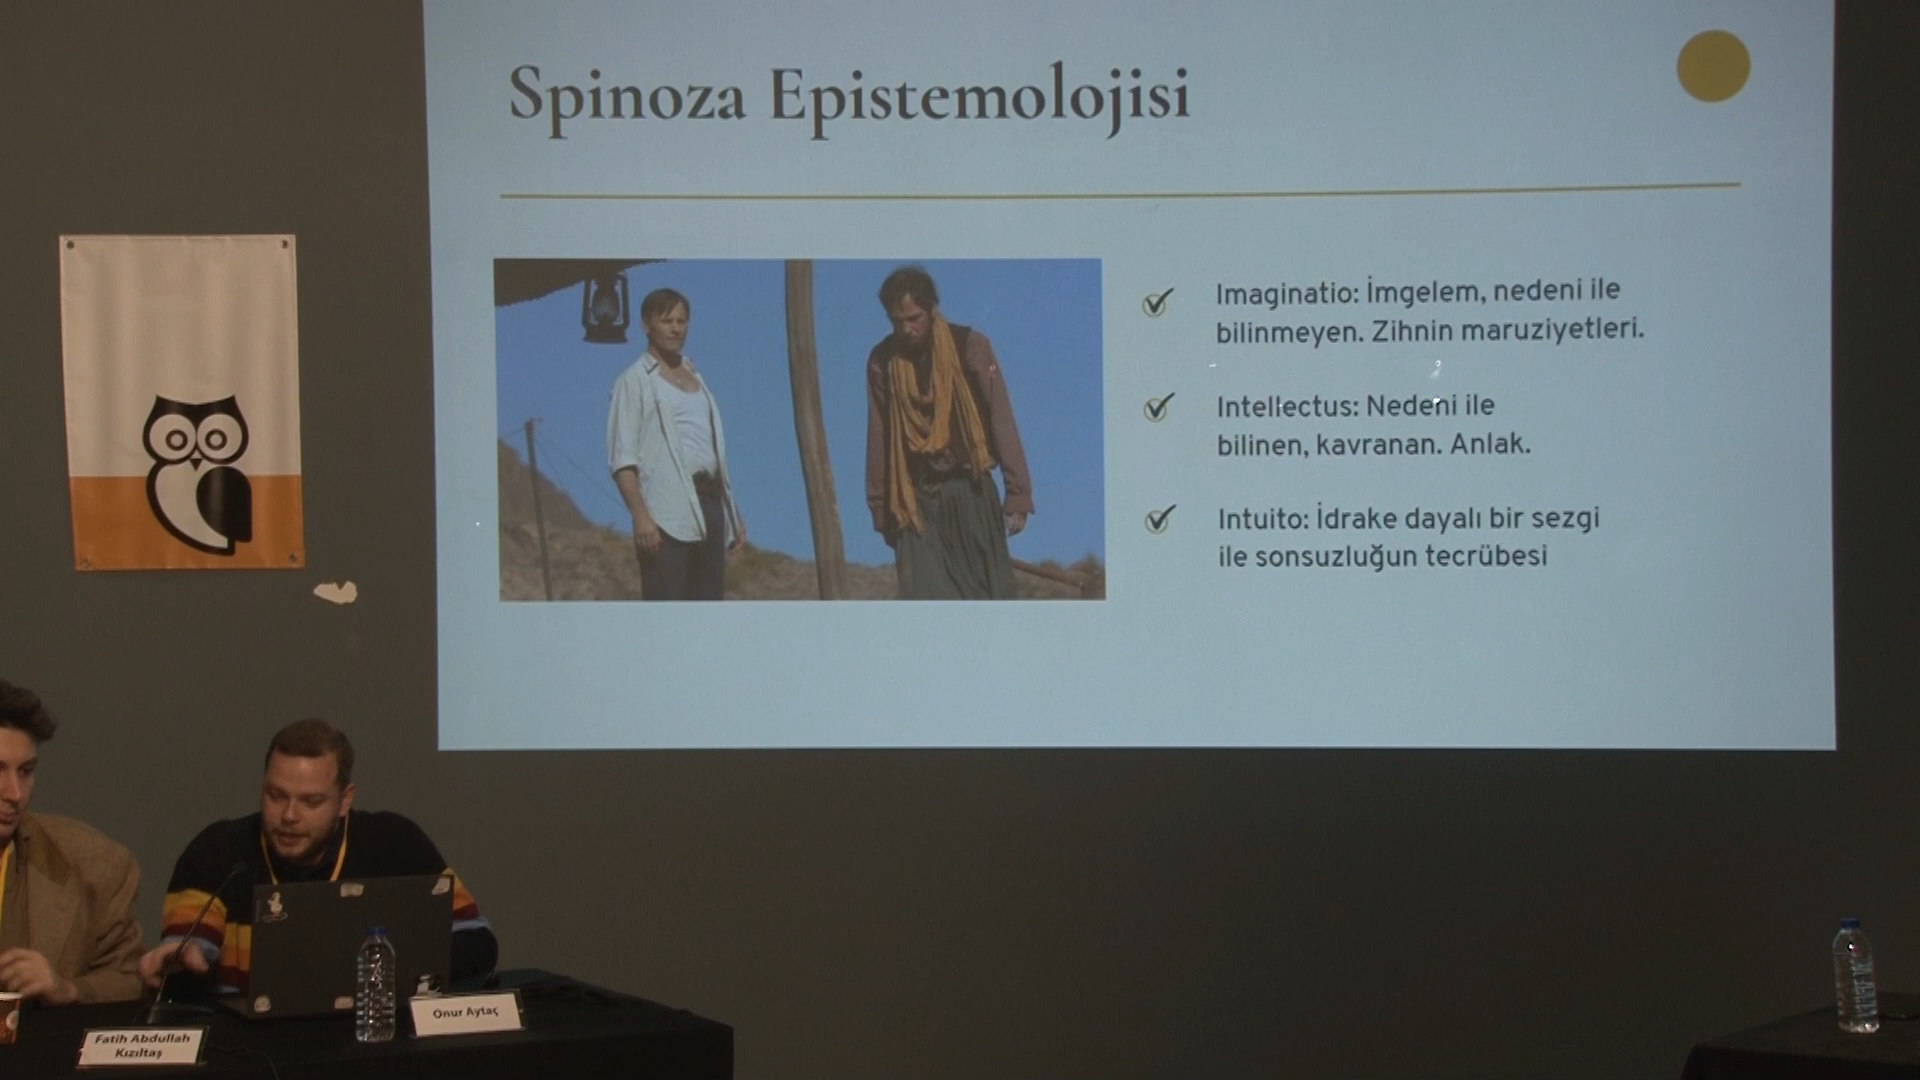 Spinoza Epistemolojisi
Imaginatio: İmgelem, nedeni ile
bilinmeyen. Zihnin maruziyetleri.
Intellectus: Nedeni ile
bilinen, kavranan. Anlak.
Intuito: İdrake dayalı bir sezgi
ile sonsuzluğun tecrübesi
Fatih Abdullah
Kızıltaş
Onur Aytaç